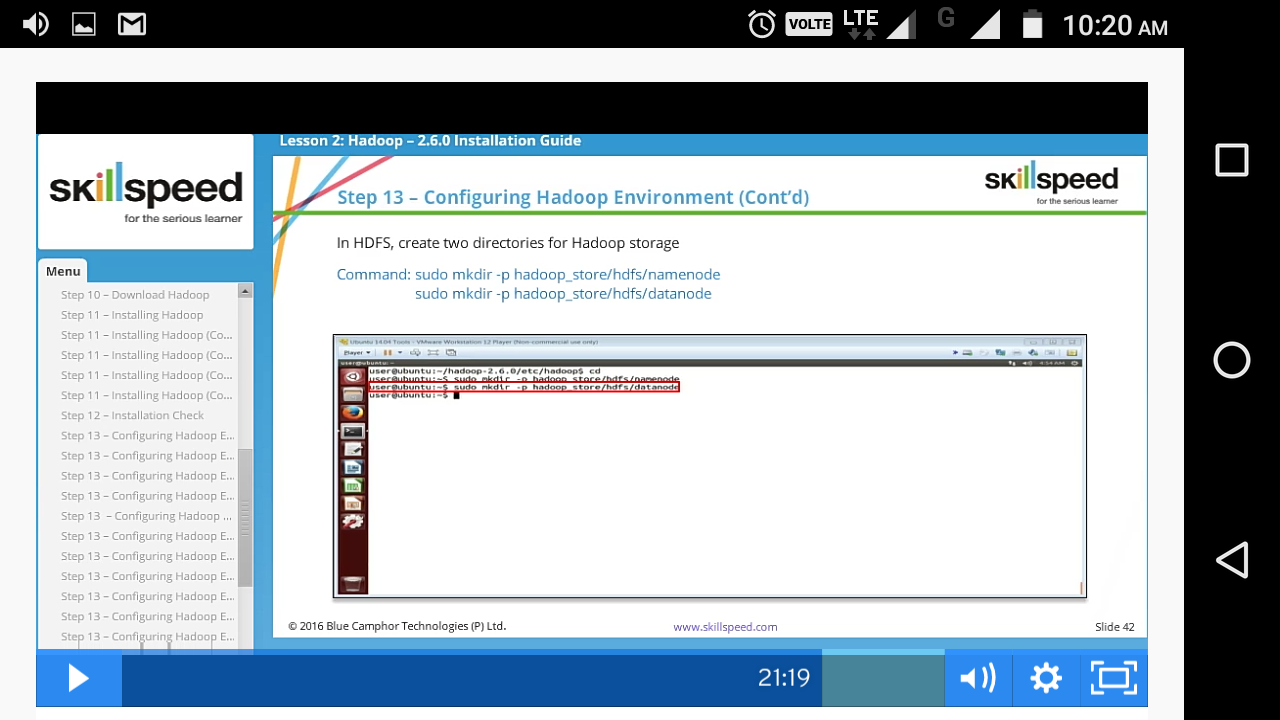 VOLTE LTE G 10:20 AM
Lesson 2: Hadoop – 2.6.0 Installation Guide
skillspeed
for the serious learner
Menu
Step 10 – Download Hadoop
Step 11 – Installing Hadoop
Step 11 – Installing Hadoop (Co...
Step 11 – Installing Hadoop (Co...
Step 11 – Installing Hadoop (Co...
Step 11 – Installing Hadoop (Co...
Step 12 – Installation Check
Step 13 – Configuring Hadoop E...
Step 13 – Configuring Hadoop E...
Step 13 – Configuring Hadoop E...
Step 13 – Configuring Hadoop E...
Step 13 – Configuring Hadoop ...
Step 13 – Configuring Hadoop E...
Step 13 – Configuring Hadoop E...
Step 13 – Configuring Hadoop E...
Step 13 – Configuring Hadoop E...
Step 13 – Configuring Hadoop E...
Step 13 – Configuring Hadoop E...
Step 13 – Configuring Hadoop Environment (Cont'd)
skillspeed
for the serious learner
In HDFS, create two directories for Hadoop storage
Command: sudo mkdir -p hadoop_store/hdfs/namenode
sudo mkdir -p hadoop_store/hdfs/datanode
Ubuntu 14.04 Tools - VMware Workstation 12 Player (Non-commercial use only)
Player
user@ubuntu: ~
4:54 AM
user@ubuntu:~/hadoop-2.6.0/etc/hadoop$ cd
user@ubuntu:~$ sudo mkdir -p hadoop_store/hdfs/namenode
user@ubuntu:~$ sudo mkdir -p hadoop_store/hdfs/datanode
user@ubuntu:~$
© 2016 Blue Camphor Technologies (P) Ltd.
www.skillspeed.com
Slide 42
21:19